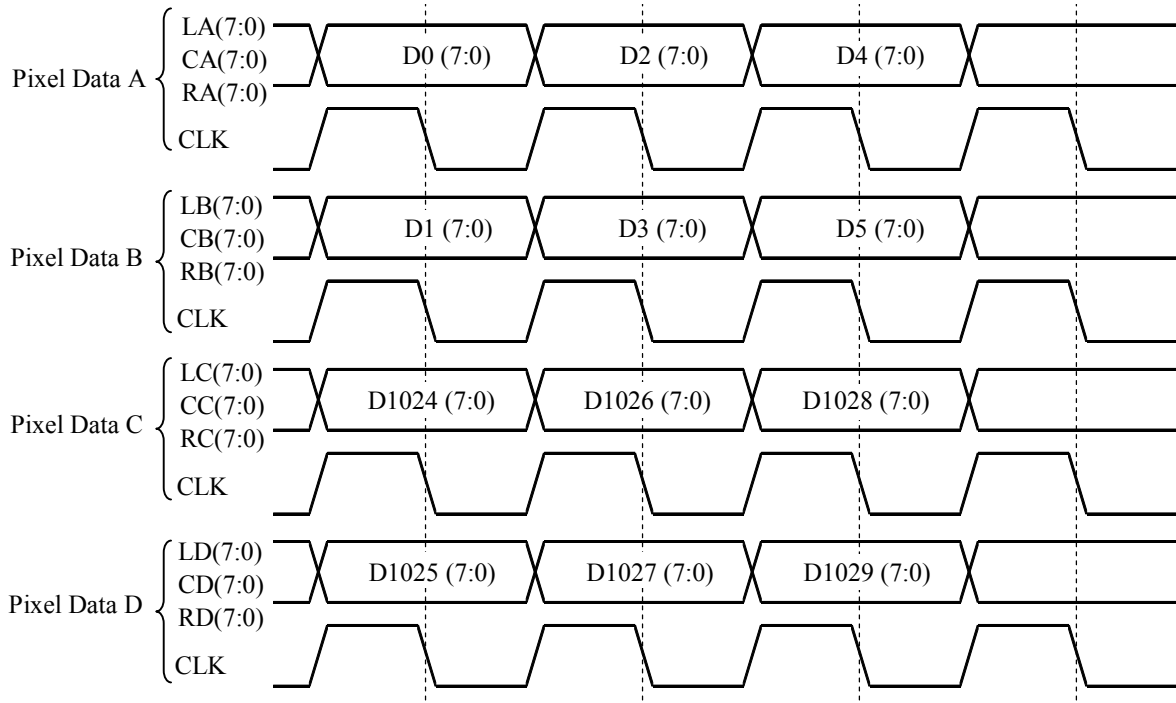 LA(7:0)
CA(7:0)
RA(7:0)
Pixel Data A
CLK
D0 (7:0) D2 (7:0) D4 (7:0)
LB(7:0)
CB(7:0)
RB(7:0)
Pixel Data B
CLK
D1 (7:0) D3 (7:0) D5 (7:0)
LC(7:0)
CC(7:0)
RC(7:0)
Pixel Data C
CLK
D1024 (7:0) D1026 (7:0) D1028 (7:0)
LD(7:0)
CD(7:0)
RD(7:0)
Pixel Data D
CLK
D1025 (7:0) D1027 (7:0) D1029 (7:0)